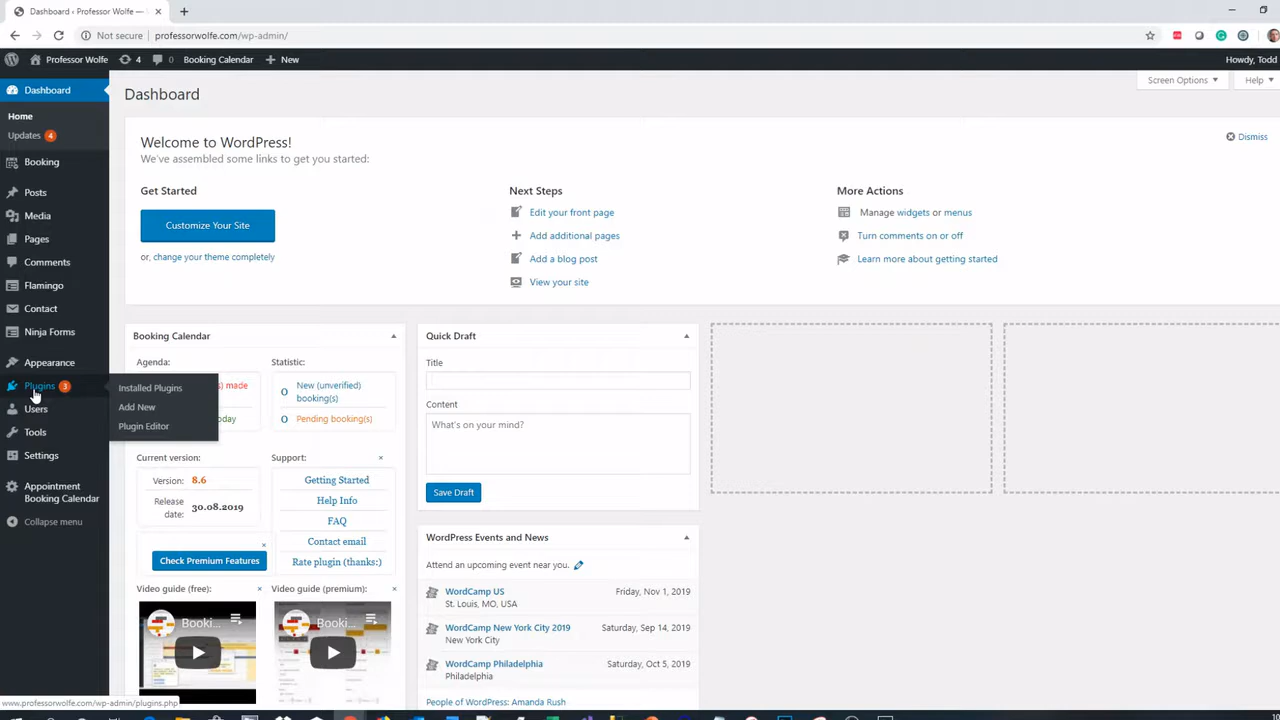 Dashboard ‹ Professor Wolfe —
Not secure professorwolfe.com/wp-admin/
Professor Wolfe 4 0 Booking Calendar New Howdy, Todd
Dashboard
Home
Updates 4
Booking
Posts
Media
Pages
Comments
Flamingo
Contact
Ninja Forms
Appearance
Plugins 3
Users
Tools
Settings
Appointment
Booking Calendar
Collapse menu
Installed Plugins
Add New
Plugin Editor
Screen Options Help
Dashboard
Welcome to WordPress!
We've assembled some links to get you started:
Dismiss
Get Started
Customize Your Site
or, change your theme completely
Next Steps
Edit your front page
Add additional pages
Add a blog post
View your site
More Actions
Manage widgets or menus
Turn comments on or off
Learn more about getting started
Booking Calendar
Agenda:
) made
oday
Statistic:
0 New (unverified)
booking(s)
0 Pending booking(s)
Current version:
Version: 8.6
Release
date: 30.08.2019
Check Premium Features
Support:
Getting Started
Help Info
FAQ
Contact email
Rate plugin (thanks:)
Video guide (free):
Booki...
Video guide (premium):
Booki...
Quick Draft
Title
Content
What's on your mind?
Save Draft
WordPress Events and News
Attend an upcoming event near you.
WordCamp US Friday, Nov 1, 2019
St. Louis, MO, USA
WordCamp New York City 2019 Saturday, Sep 14, 2019
New York City
WordCamp Philadelphia Saturday, Oct 5, 2019
Philadelphia
People of WordPress: Amanda Rush
www.professorwolfe.com/wp-admin/plugins.php